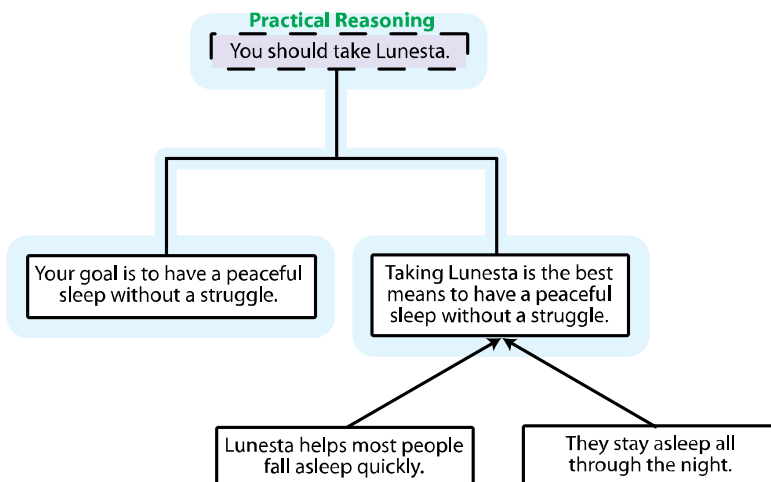 Practical Reasoning
You should take Lunesta.
Your goal is to have a peaceful
sleep without a struggle.
Taking Lunesta is the best
means to have a peaceful
sleep without a struggle.
Lunesta helps most people
fall asleep quickly.
They stay asleep all
through the night.